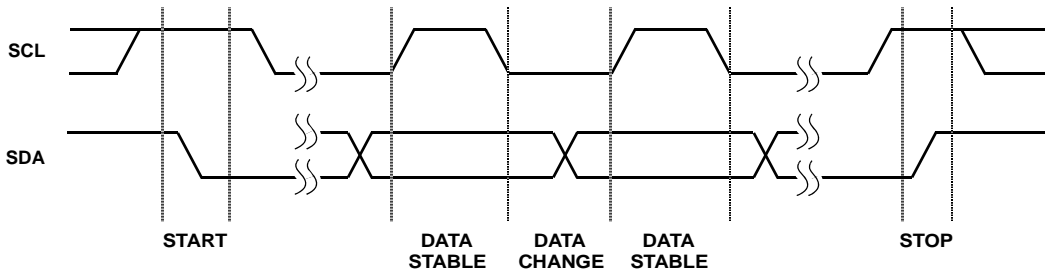 SCL
SDA
START
DATA STABLE
DATA CHANGE
DATA STABLE
STOP